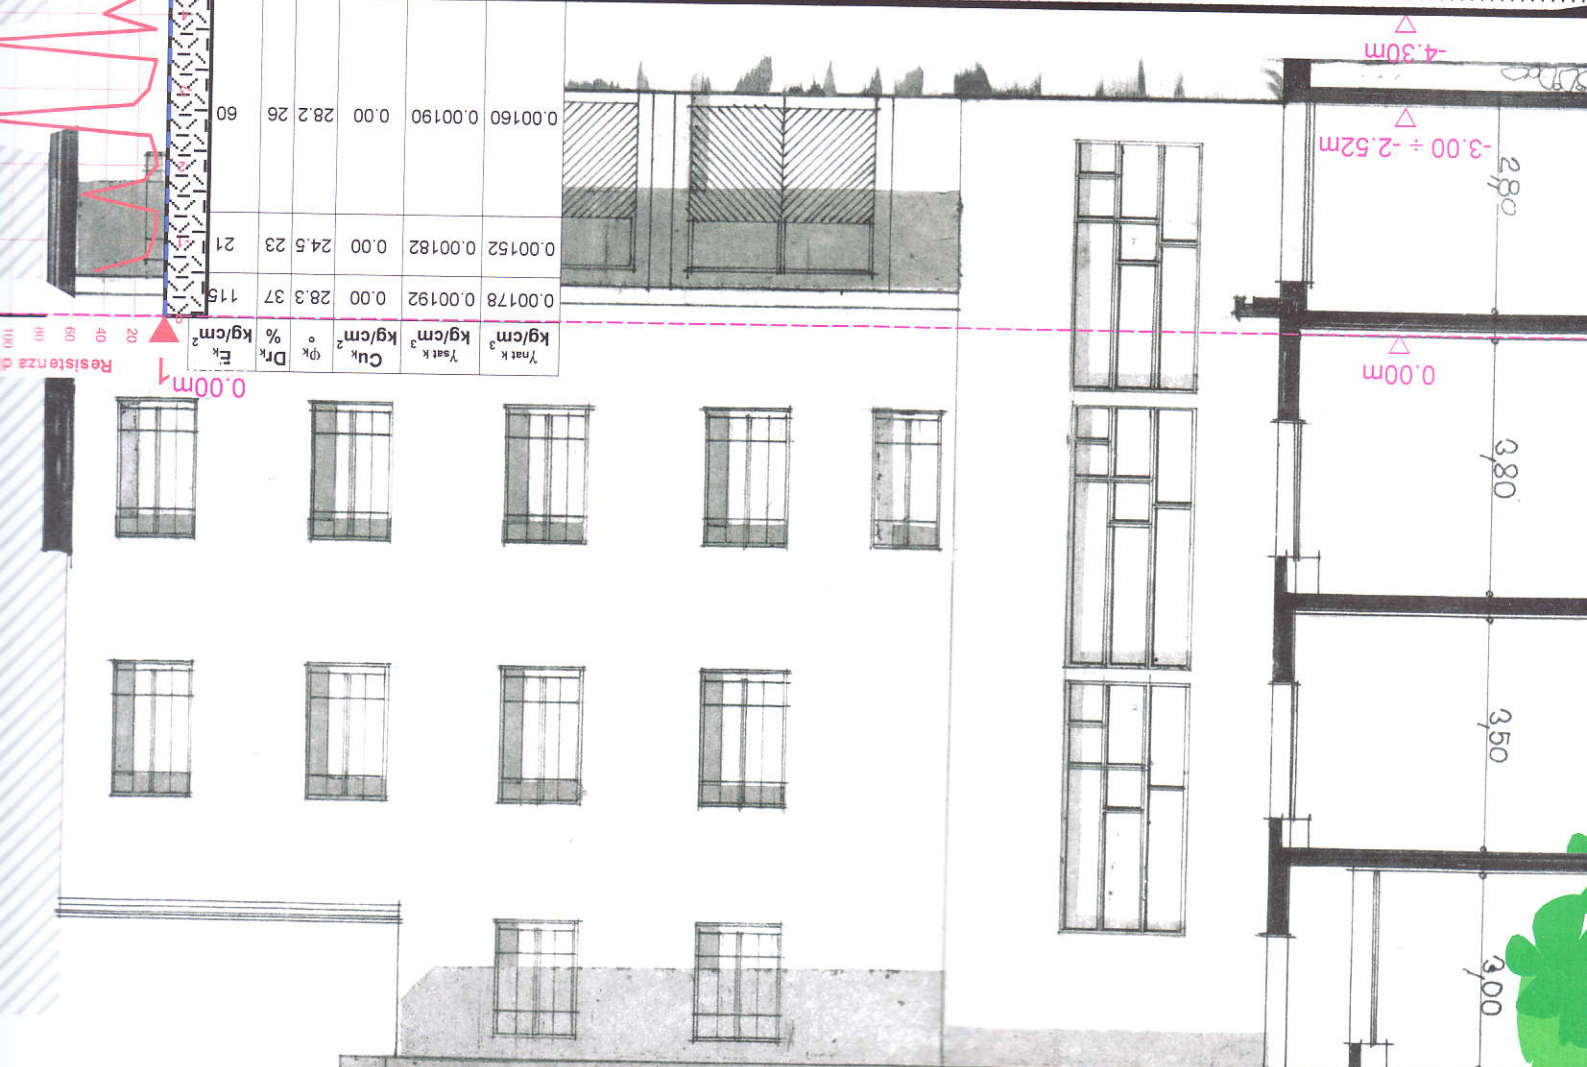 3,00
3,50
3,80
0.00m
0.00m
1
Resistenza
20 40 60 80 100
γnat k kg/cm³ γsat k kg/cm³ Cuk kg/cm² φk ° Drk % Ek kg/cm²
0.00178 0.00192 0.00 28.3 37 115
0.00152 0.00182 0.00 24.5 23 21
0.00160 0.00190 0.00 28.2 26 60
2,80
-3.00 ÷ -2.52m
-4.30m